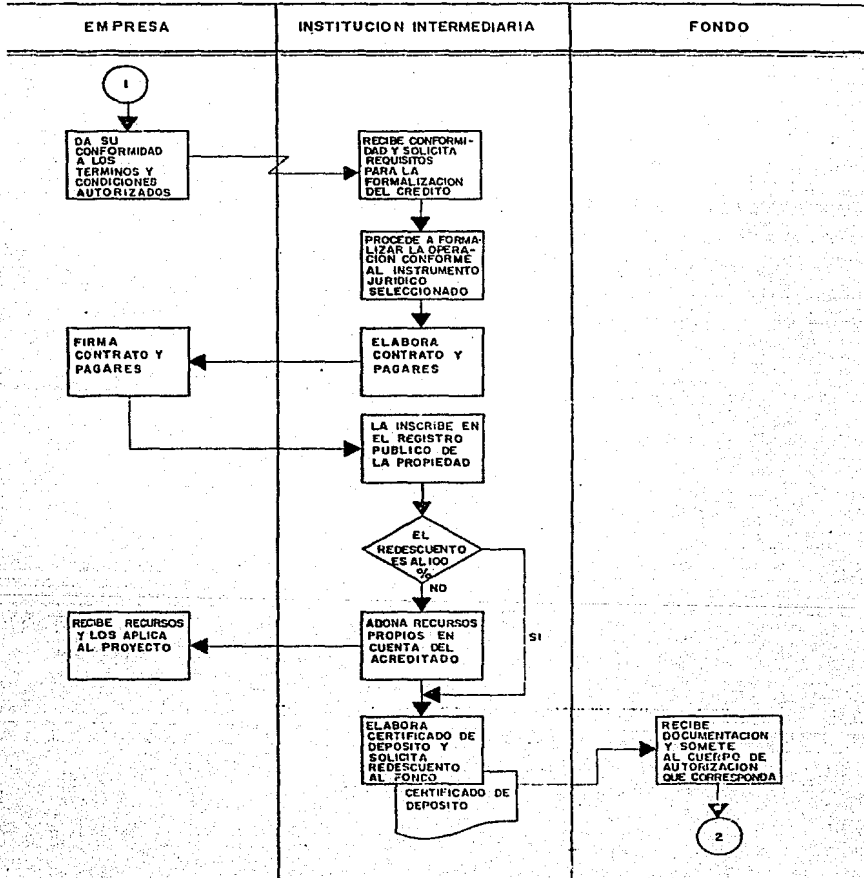 EMPRESA
INSTITUCION INTERMEDIARIA
FONDO
1
DA SU
CONFORMIDAD
A LOS
TERMINOS Y
CONDICIONES
AUTORIZADOS
RECIBE CONFORMI-
DAD Y SOLICITA
REQUISITOS
PARA LA
FORMALIZACION
DEL CREDITO
PROCEDE A FORMA-
LIZAR LA OPERA-
CION CONFORME
AL INSTRUMENTO
JURIDICO
SELECCIONADO
FIRMA
CONTRATO Y
PAGARES
ELABORA
CONTRATO Y
PAGARES
LA INSCRIBE EN
EL REGISTRO
PUBLICO DE
LA PROPIEDAD
EL
REDESCUENTO
ES AL 100
%
NO
SI
RECIBE RECURSOS
Y LOS APLICA
AL PROYECTO
ADONA RECURSOS
PROPIOS EN
CUENTA DEL
ACREDITADO
ELABORA
CERTIFICADO DE
DEPOSITO Y
SOLICITA
REDESCUENTO
AL FONCO
CERTIFICADO DE
DEPOSITO
RECIBE
DOCUMENTACION
Y SOMETE
AL CUERPO DE
AUTORIZACION
QUE CORRESPONDA
2